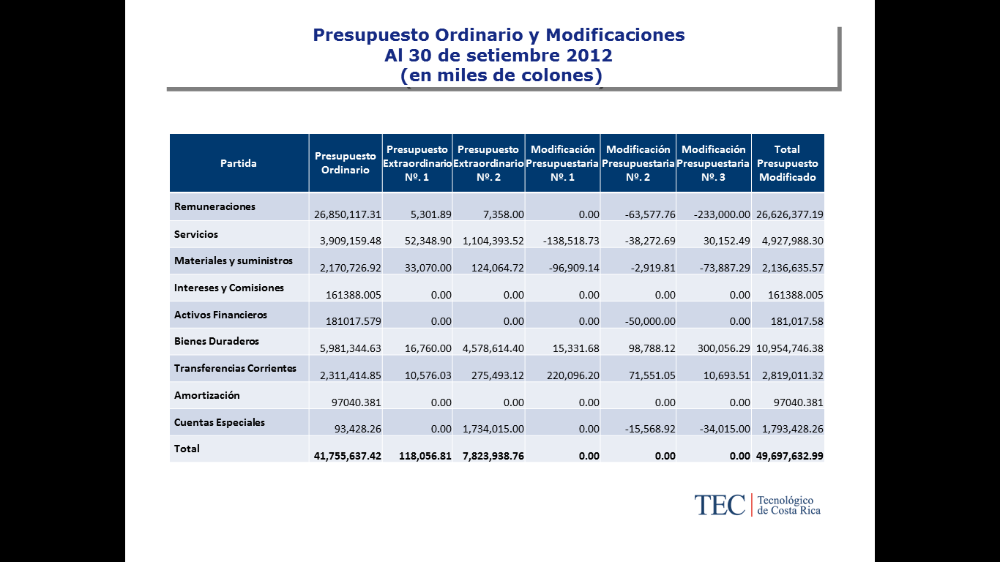 Presupuesto Ordinario y Modificaciones
Al 30 de setiembre 2012
(en miles de colones)
Partida Presupuesto Ordinario Presupuesto Extraordinario Nº. 1 Presupuesto Extraordinario Nº. 2 Modificación Presupuestaria Nº. 1 Modificación Presupuestaria Nº. 2 Modificación Presupuestaria Nº. 3 Total Presupuesto Modificado
Remuneraciones 26,850,117.31 5,301.89 7,358.00 0.00 -63,577.76 -233,000.00 26,626,377.19
Servicios 3,909,159.48 52,348.90 1,104,393.52 -138,518.73 -38,272.69 30,152.49 4,927,988.30
Materiales y suministros 2,170,726.92 33,070.00 124,064.72 -96,909.14 -2,919.81 -73,887.29 2,136,635.57
Intereses y Comisiones 161388.005 0.00 0.00 0.00 0.00 0.00 161388.005
Activos Financieros 181017.579 0.00 0.00 0.00 -50,000.00 0.00 181,017.58
Bienes Duraderos 5,981,344.63 16,760.00 4,578,614.40 15,331.68 98,788.12 300,056.29 10,954,746.38
Transferencias Corrientes 2,311,414.85 10,576.03 275,493.12 220,096.20 71,551.05 10,693.51 2,819,011.32
Amortización 97040.381 0.00 0.00 0.00 0.00 0.00 97040.381
Cuentas Especiales 93,428.26 0.00 1,734,015.00 0.00 -15,568.92 -34,015.00 1,793,428.26
Total 41,755,637.42 118,056.81 7,823,938.76 0.00 0.00 0.00 49,697,632.99
TEC Tecnológico
de Costa Rica